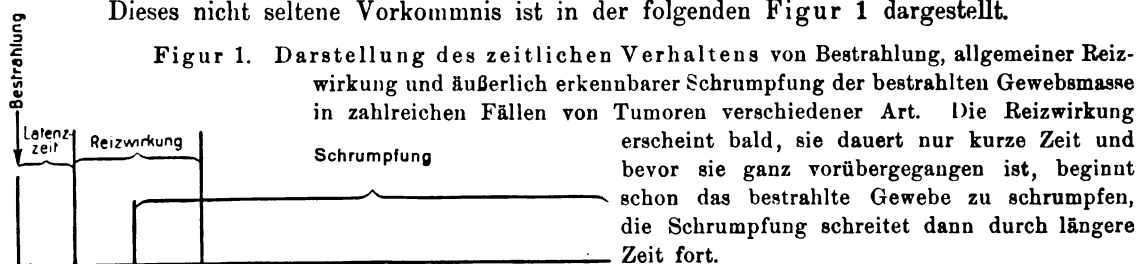 Dieses nicht seltene Vorkommnis ist in der folgenden Figur 1 dargestellt.
Figur 1. Darstellung des zeitlichen Verhaltens von Bestrahlung, allgemeiner Reiz-
wirkung und äußerlich erkennbarer Schrumpfung der bestrahlten Gewebsmasse
in zahlreichen Fällen von Tumoren verschiedener Art. Die Reizwirkung
erscheint bald, sie dauert nur kurze Zeit und
bevor sie ganz vorübergegangen ist, beginnt
schon das bestrahlte Gewebe zu schrumpfen,
die Schrumpfung schreitet dann durch längere
Zeit fort.
Bestrahlung
Latenz-
zeit
Reizwirkung
Schrumpfung